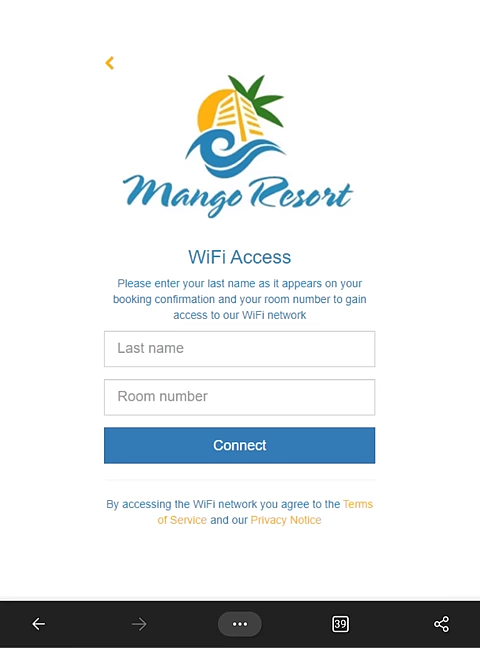 Mango Resort
WiFi Access
Please enter your last name as it appears on your
booking confirmation and your room number to gain
access to our WiFi network
Last name
Room number
Connect
By accessing the WiFi network you agree to the Terms
of Service and our Privacy Notice
39